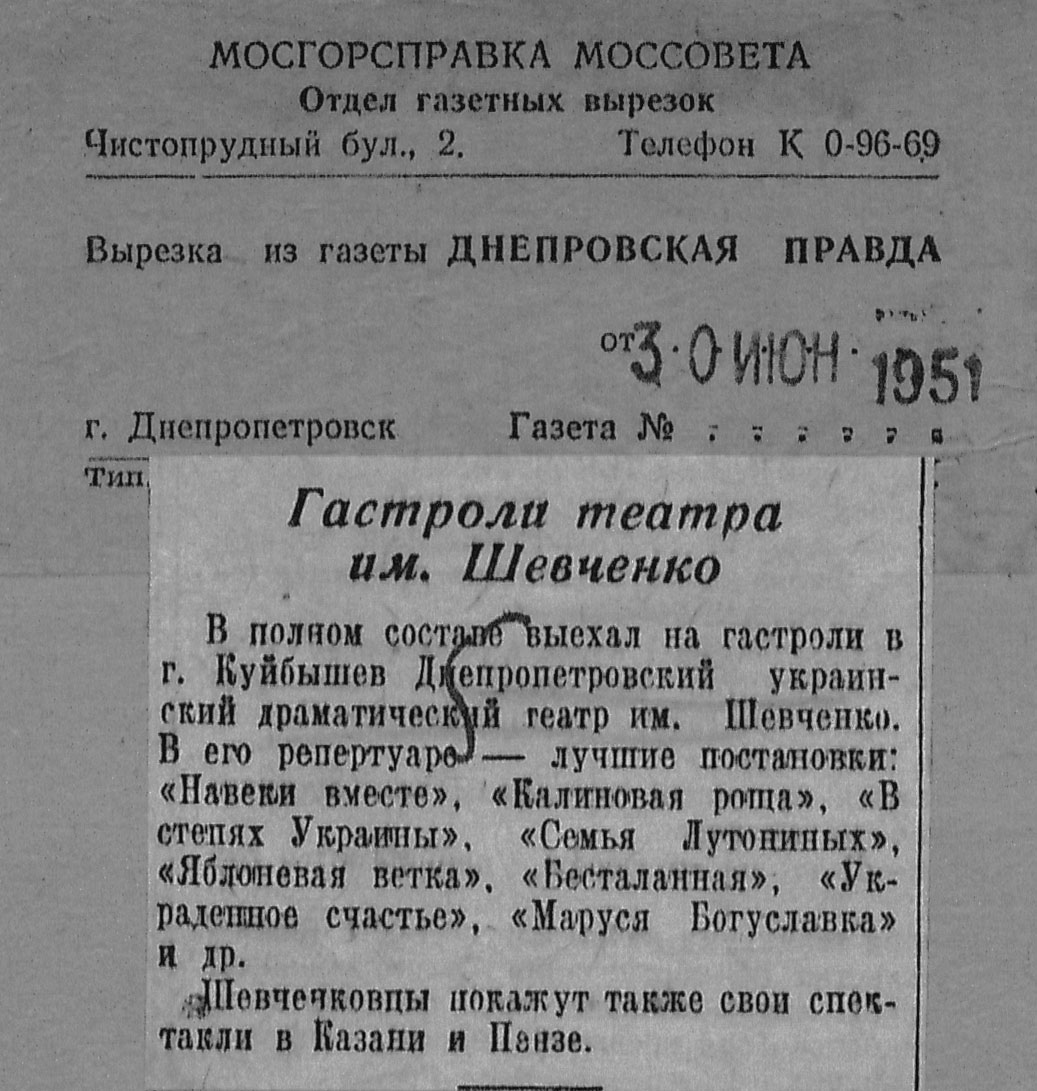 МОСГОРСПРАВКА МОССОВЕТА
Отдел газетных вырезок
Чистопрудный бул., 2. Телефон К 0-96-69
Вырезка из газеты ДНЕПРОВСКАЯ ПРАВДА
от 30 ИЮН 1951
г. Днепропетровск Газета № . . . . . .
Тип.
Гастроли театра
им. Шевченко
В полном составе выехал на гастроли в
г. Куйбышев Днепропетровский украин-
ский драматический театр им. Шевченко.
В его репертуаре — лучшие постановки:
«Навеки вместе», «Калиновая роща», «В
степях Украины», «Семья Лутониных»,
«Яблоневая ветка», «Бесталанная», «Ук-
раденное счастье», «Маруся Богуславка»
и др.
Шевченковцы покажут также свои спек-
такли в Казани и Пензе.